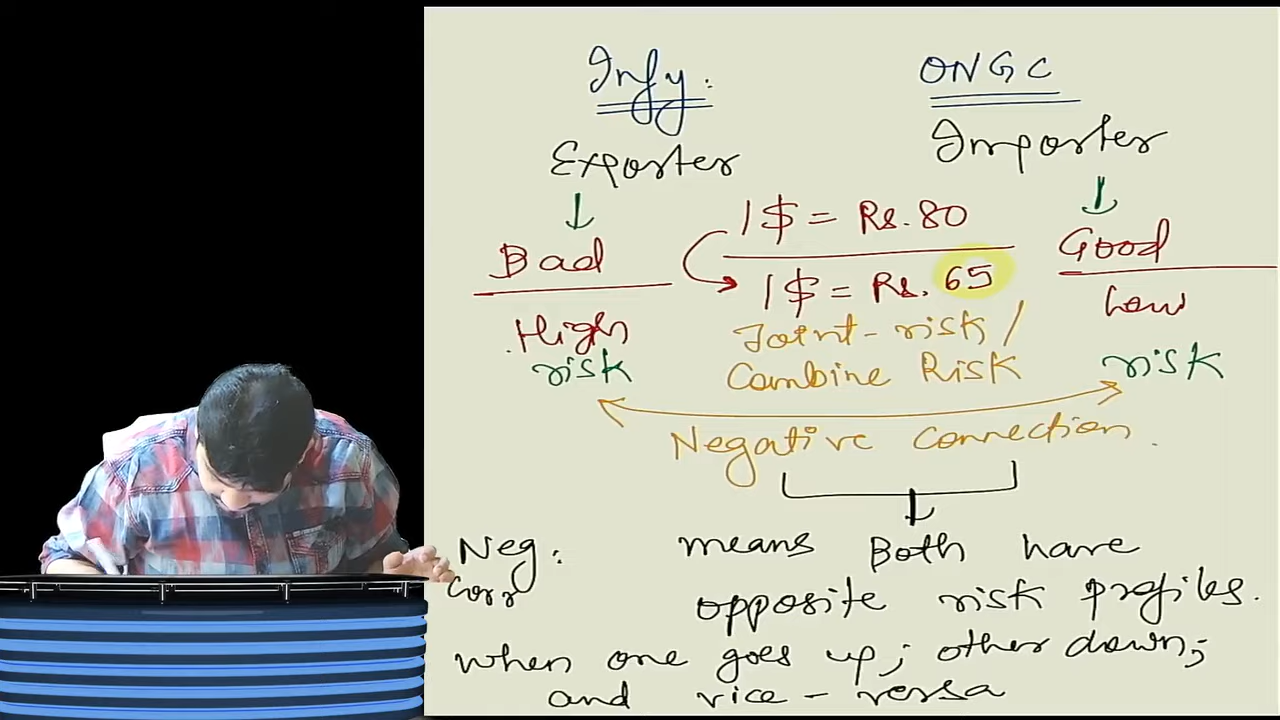 Infy:
ONGC
Exporter
Importer
1$ = Rs. 80
Bad
Good
1$ = Rs. 65
High
risk
Low
risk
Joint-risk /
Combine Risk
Negative Connection.
Neg: means Both have
Corr opposite risk profiles.
when one goes up; other down;
and vice-versa